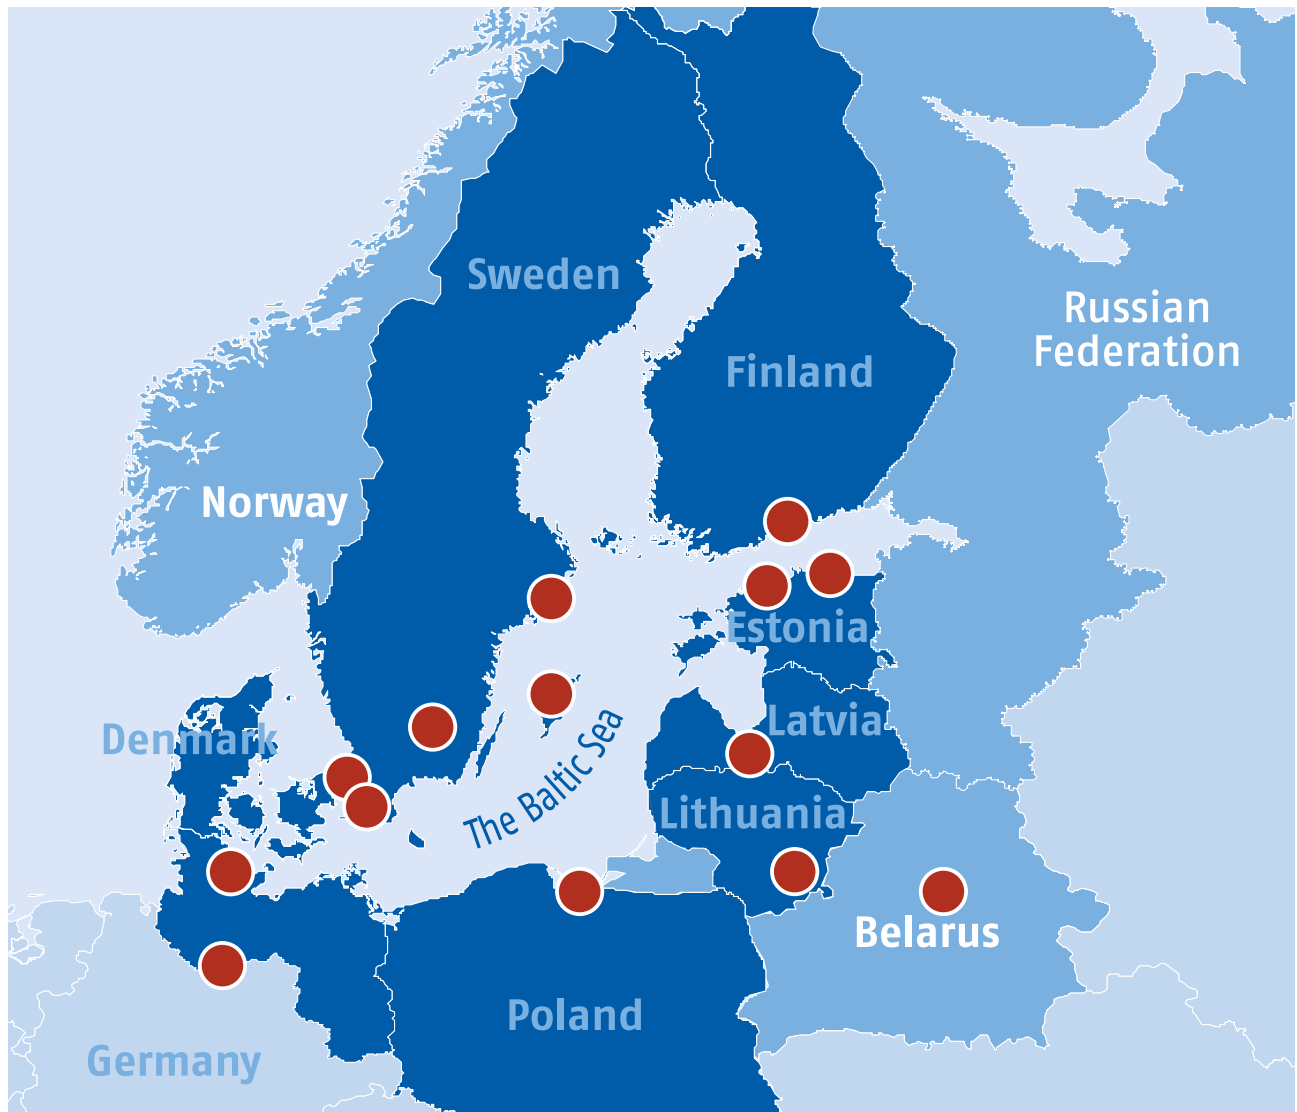 Sweden
Russian
Federation
Finland
Norway
Estonia
Denmark
Latvia
The Baltic Sea
Lithuania
Belarus
Poland
Germany